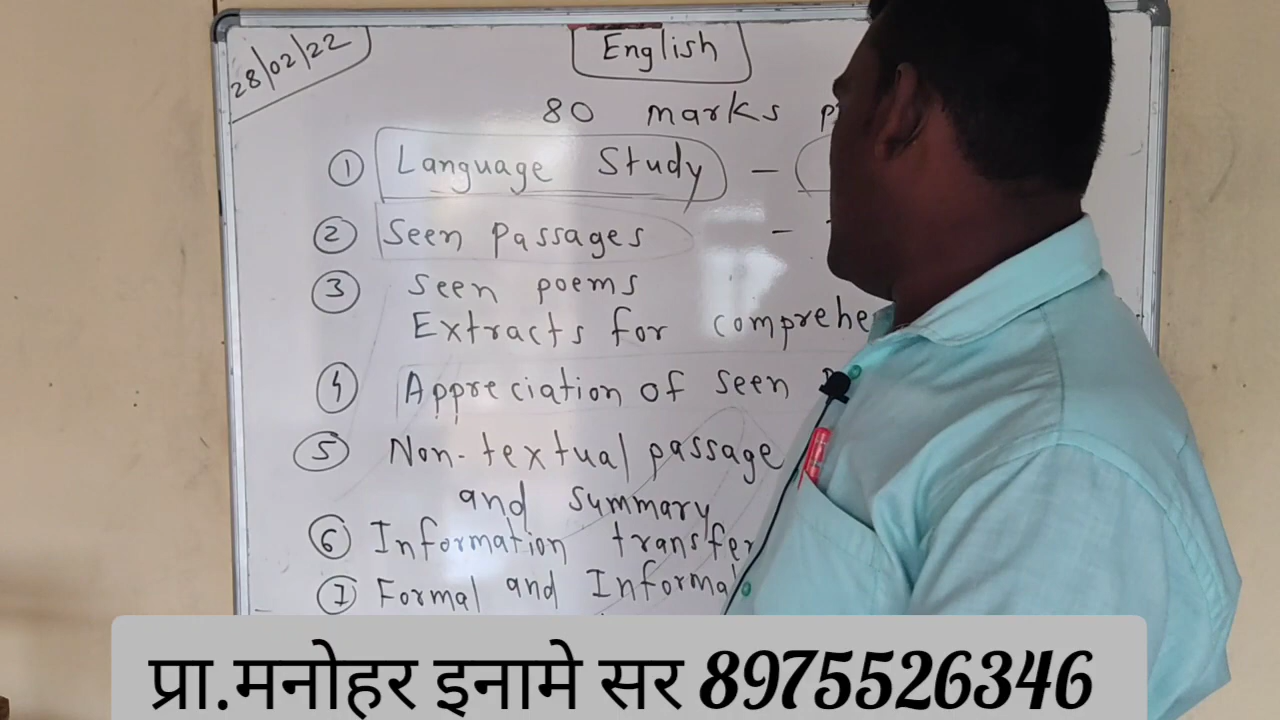 28/02/22
English
80 marks
① Language Study -
② Seen passages -
③ Seen poems
Extracts for
④ Appreciation of seen
⑤ Non-textual passage
and summary
⑥ Information transfer
⑦ Formal and
प्रा.मनोहर इनामे सर 8975526346